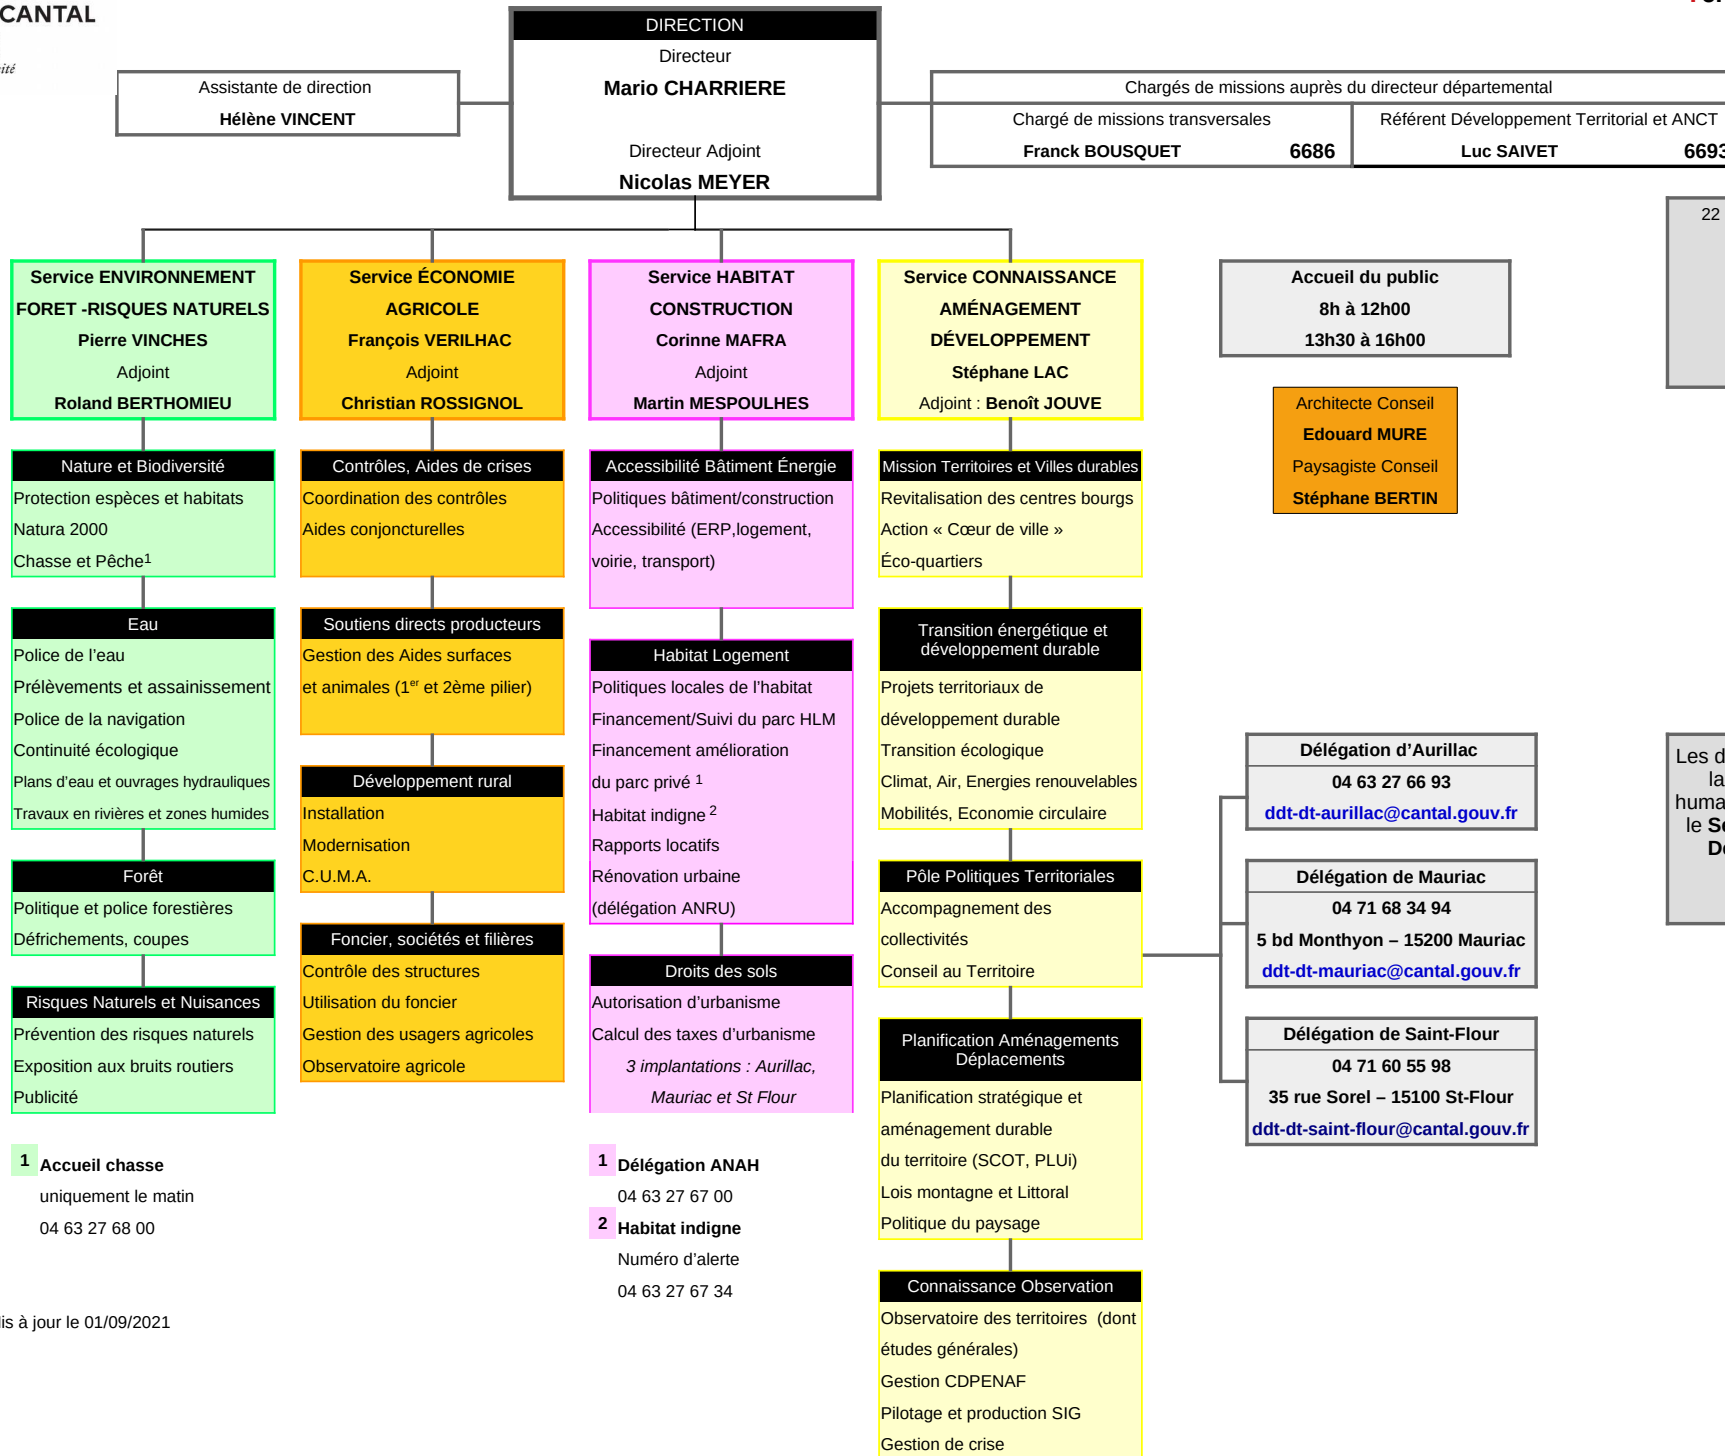 CANTAL
DIRECTION
Directeur
Mario CHARRIERE
Directeur Adjoint
Nicolas MEYER
Assistante de direction
Hélène VINCENT
Chargés de missions auprès du directeur départemental
Chargé de missions transversales
Franck BOUSQUET 6686
Référent Développement Territorial et ANCT
Luc SAIVET 6693
22
Service ENVIRONNEMENT
FORET -RISQUES NATURELS
Pierre VINCHES
Adjoint
Roland BERTHOMIEU
Nature et Biodiversité
Protection espèces et habitats
Natura 2000
Chasse et Pêche1
Eau
Police de l’eau
Prélèvements et assainissement
Police de la navigation
Continuité écologique
Plans d’eau et ouvrages hydrauliques
Travaux en rivières et zones humides
Forêt
Politique et police forestières
Défrichements, coupes
Risques Naturels et Nuisances
Prévention des risques naturels
Exposition aux bruits routiers
Publicité
1 Accueil chasse
uniquement le matin
04 63 27 68 00
à jour le 01/09/2021
Service ÉCONOMIE
AGRICOLE
François VERILHAC
Adjoint
Christian ROSSIGNOL
Contrôles, Aides de crises
Coordination des contrôles
Aides conjoncturelles
Soutiens directs producteurs
Gestion des Aides surfaces
et animales (1er et 2ème pilier)
Développement rural
Installation
Modernisation
C.U.M.A.
Foncier, sociétés et filières
Contrôle des structures
Utilisation du foncier
Gestion des usagers agricoles
Observatoire agricole
Service HABITAT
CONSTRUCTION
Corinne MAFRA
Adjoint
Martin MESPOULHES
Accessibilité Bâtiment Énergie
Politiques bâtiment/construction
Accessibilité (ERP,logement,
voirie, transport)
Habitat Logement
Politiques locales de l’habitat
Financement/Suivi du parc HLM
Financement amélioration
du parc privé 1
Habitat indigne 2
Rapports locatifs
Rénovation urbaine
(délégation ANRU)
Droits des sols
Autorisation d’urbanisme
Calcul des taxes d’urbanisme
3 implantations : Aurillac,
Mauriac et St Flour
1 Délégation ANAH
04 63 27 67 00
2 Habitat indigne
Numéro d’alerte
04 63 27 67 34
Service CONNAISSANCE
AMÉNAGEMENT
DÉVELOPPEMENT
Stéphane LAC
Adjoint : Benoît JOUVE
Mission Territoires et Villes durables
Revitalisation des centres bourgs
Action « Cœur de ville »
Éco-quartiers
Transition énergétique et
développement durable
Projets territoriaux de
développement durable
Transition écologique
Climat, Air, Energies renouvelables
Mobilités, Economie circulaire
Pôle Politiques Territoriales
Accompagnement des
collectivités
Conseil au Territoire
Planification Aménagements
Déplacements
Planification stratégique et
aménagement durable
du territoire (SCOT, PLUi)
Lois montagne et Littoral
Politique du paysage
Connaissance Observation
Observatoire des territoires (dont
études générales)
Gestion CDPENAF
Pilotage et production SIG
Gestion de crise
Accueil du public
8h à 12h00
13h30 à 16h00
Architecte Conseil
Edouard MURE
Paysagiste Conseil
Stéphane BERTIN
Délégation d’Aurillac
04 63 27 66 93
ddt-dt-aurillac@cantal.gouv.fr
Délégation de Mauriac
04 71 68 34 94
5 bd Monthyon – 15200 Mauriac
ddt-dt-mauriac@cantal.gouv.fr
Délégation de Saint-Flour
04 71 60 55 98
35 rue Sorel – 15100 St-Flour
ddt-dt-saint-flour@cantal.gouv.fr
Les
la
le